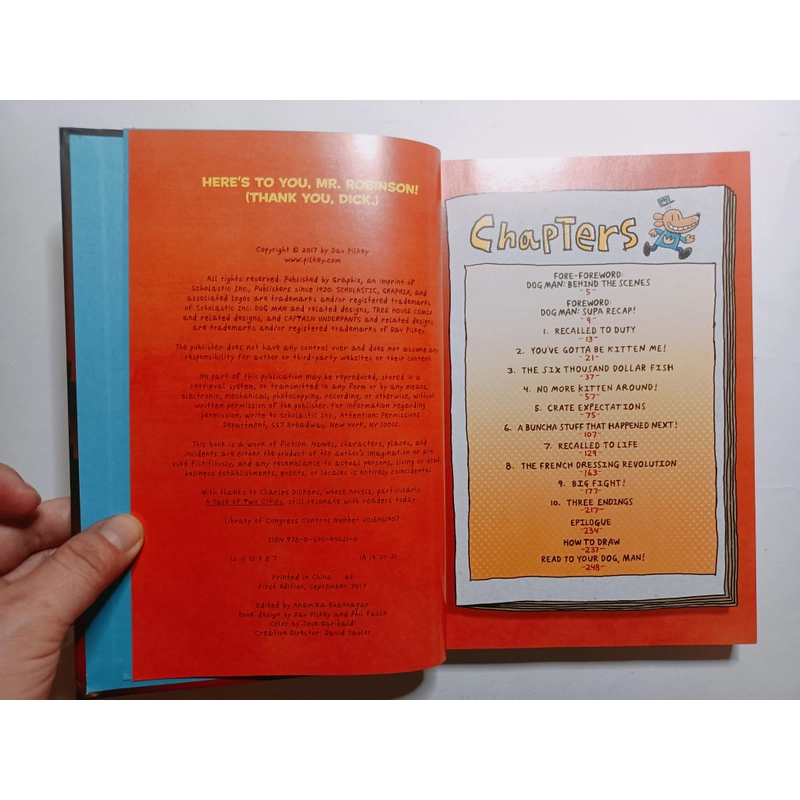 HERE'S TO YOU, MR. ROBINSON!
(THANK YOU, DICK.)
Copyright © 2017 by Dav Pilkey
www.pilkey.com
All rights reserved. Published by Graphix, an imprint of
Scholastic Inc., Publishers since 1920. SCHOLASTIC, GRAPHIX, and
associated logos are trademarks and/or registered trademarks
of Scholastic Inc. DOG MAN and related designs, TREE HOUSE COMIX
and related designs, and CAPTAIN UNDERPANTS and related designs
are trademarks and/or registered trademarks of Dav Pilkey.
The publisher does not have any control over and does not assume any
responsibility for author or third-party websites or their content.
No part of this publication may be reproduced, stored in a
retrieval system, or transmitted in any form or by any means,
electronic, mechanical, photocopying, recording, or otherwise, without
written permission of the publisher. For information regarding
permission, write to Scholastic Inc., Attention: Permissions
Department, 557 Broadway, New York, NY 10012.
This book is a work of fiction. Names, characters, places, and
incidents are either the product of the author's imagination or are
used fictitiously, and any resemblance to actual persons, living or dead,
business establishments, events, or locales is entirely coincidental.
With thanks to Charles Dickens, whose novels, particularly
A Tale of Two Cities, still resonate with readers today
Library of Congress Control Number 2016961907
ISBN 978-0-545-93521-0
10 9 8 7 18 19 20 21
Printed in China 62
First edition, September 2017
Edited by Anamika Bhatnagar
Book design by Dav Pilkey and Phil Falco
Color by Jose Garibaldi
Creative Director: David Saylor
Chapters
FORE-FOREWORD:
DOG MAN: BEHIND THE SCENES
-5-
FOREWORD:
DOG MAN: SUPA RECAP!
-9-
1. RECALLED TO DUTY
-13-
2. YOU'VE GOTTA BE KITTEN ME!
-21-
3. THE SIX THOUSAND DOLLAR FISH
-37-
4. NO MORE KITTEN AROUND!
-57-
5. CRATE EXPECTATIONS
-75-
6. A BUNCHA STUFF THAT HAPPENED NEXT!
-107-
7. RECALLED TO LIFE
-129-
8. THE FRENCH DRESSING REVOLUTION
-163-
9. BIG FIGHT!
-177-
10. THREE ENDINGS
-217-
EPILOGUE
-234-
HOW TO DRAW
-237-
READ TO YOUR DOG, MAN!
-248-